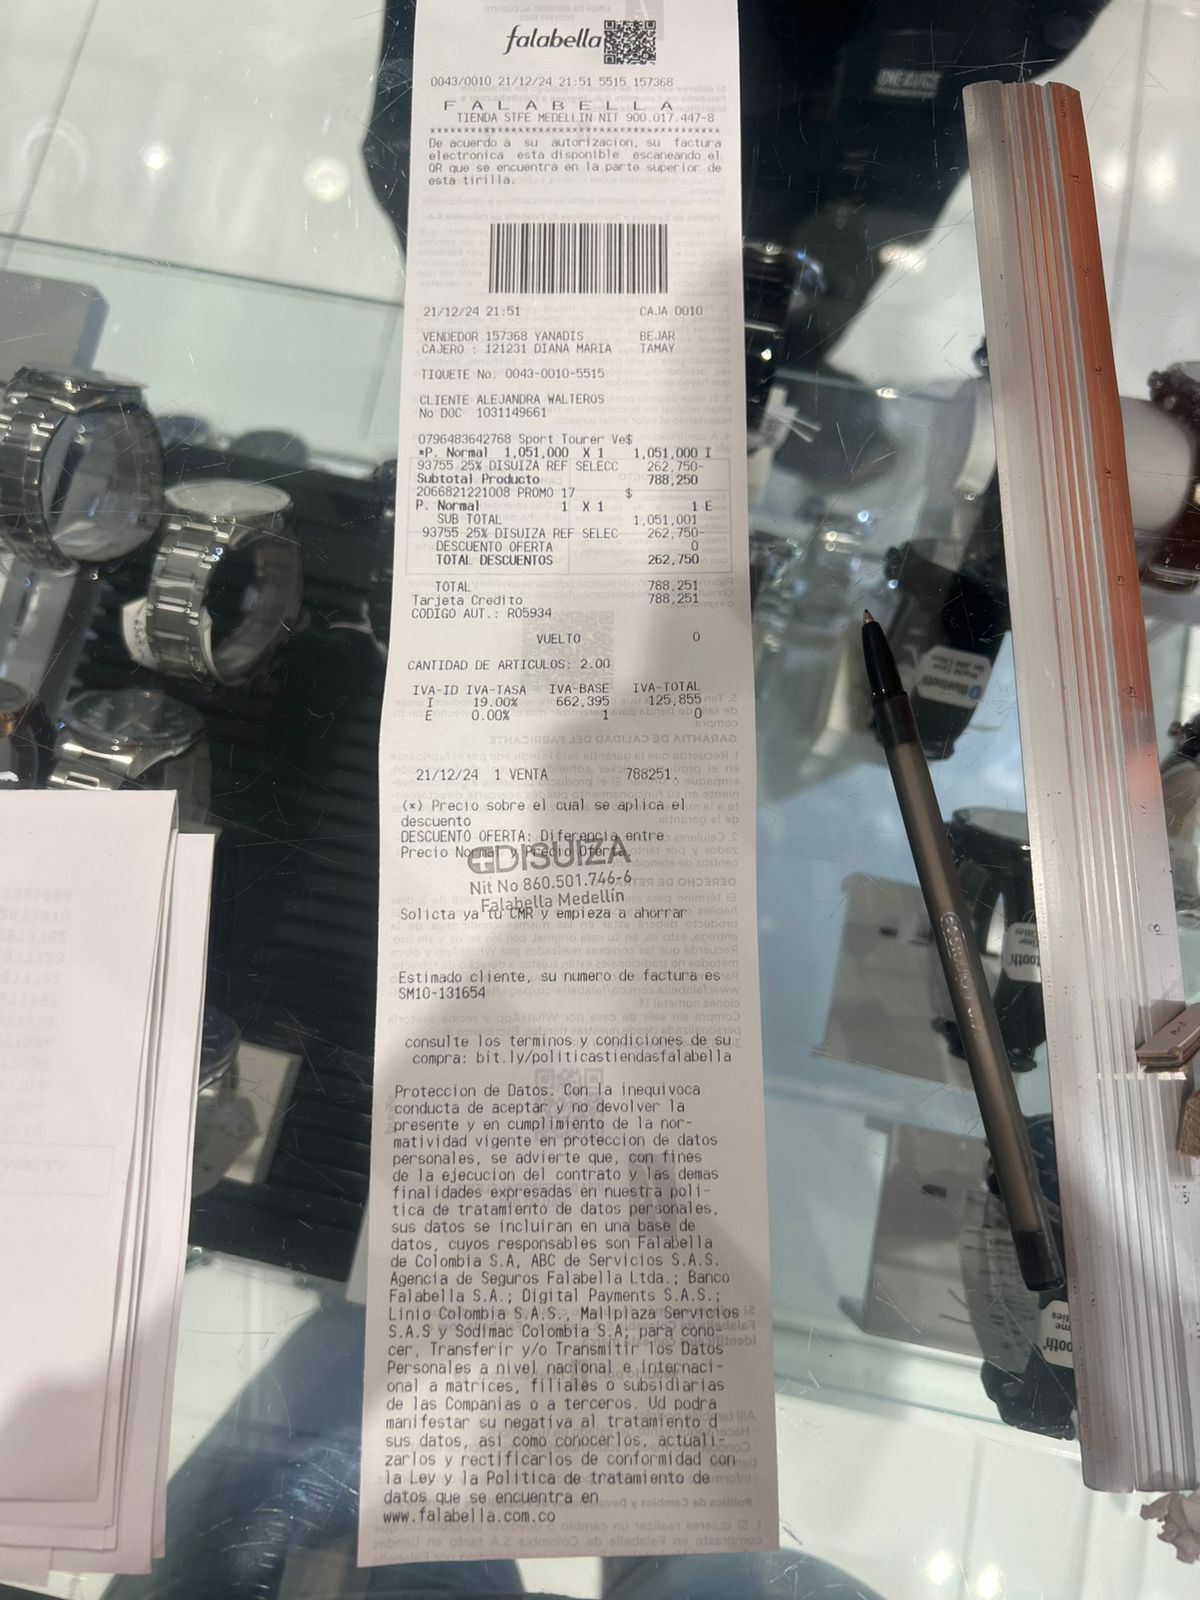 falabella
0043/0010 21/12/24 21:51 5515 157368
F A L A B E L L A
TIENDA STFE MEDELLIN NIT 900.017.447-8
De acuerdo a su autorizacion, su factura
electronica esta disponible escaneando el
QR que se encuentra en la parte superior de
esta tirilla.
21/12/24 21:51 CAJA 0010
VENDEDOR 157368 YANADIS BEJAR
CAJERO : 121231 DIANA MARIA TAMAY
TIQUETE No. 0043-0010-5515
CLIENTE ALEJANDRA WALTEROS
No DOC 1031149661
0796483642768 Sport Tourer Ve$
*P. Normal 1,051,000 X 1 1,051,000 I
93755 25% DISUIZA REF SELECC 262,750-
Subtotal Producto 788,250
2066821221008 PROMO 17 $
P. Normal 1 X 1 1 E
SUB TOTAL 1,051,001
93755 25% DISUIZA REF SELEC 262,750-
DESCUENTO OFERTA 0
TOTAL DESCUENTOS 262,750
TOTAL 788,251
Tarjeta Credito 788,251
CODIGO AUT.: R05934
VUELTO 0
CANTIDAD DE ARTICULOS: 2.00
IVA-ID IVA-TASA IVA-BASE IVA-TOTAL
I 19.00% 662,395 125,855
E 0.00% 1 0
21/12/24 1 VENTA 788251.
(*) Precio sobre el cual se aplica el
descuento
DESCUENTO OFERTA: Diferencia entre
Precio Normal y Precio Oferta.
DISUIZA
Nit No 860.501.746-6
Falabella Medellín
Solicta ya tu CMR y empieza a ahorrar
Estimado cliente, su numero de factura es
SM10-131654
consulte los terminos y condiciones de su
compra: bit.ly/politicastiendasfalabella
Proteccion de Datos. Con la inequivoca
conducta de aceptar y no devolver la
presente y en cumplimiento de la nor-
matividad vigente en proteccion de datos
personales, se advierte que, con fines
de la ejecucion del contrato y las demas
finalidades expresadas en nuestra poli-
tica de tratamiento de datos personales,
sus datos se incluiran en una base de
datos, cuyos responsables son Falabella
de Colombia S.A, ABC de Servicios S.A.S.
Agencia de Seguros Falabella Ltda.; Banco
Falabella S.A.; Digital Payments S.A.S.;
Linio Colombia S.A.S., Mallplaza Servicios
S.A.S y Sodimac Colombia S.A; para cono-
cer, Transferir y/o Transmitir los Datos
Personales a nivel nacional e internaci-
onal a matrices, filiales o subsidiarias
de las Companias o a terceros. Ud podra
manifestar su negativa al tratamiento d
sus datos, asi como conocerlos, actuali-
zarlos y rectificarlos de conformidad con
la Ley y la Politica de tratamiento de
datos que se encuentra en
www.falabella.com.co